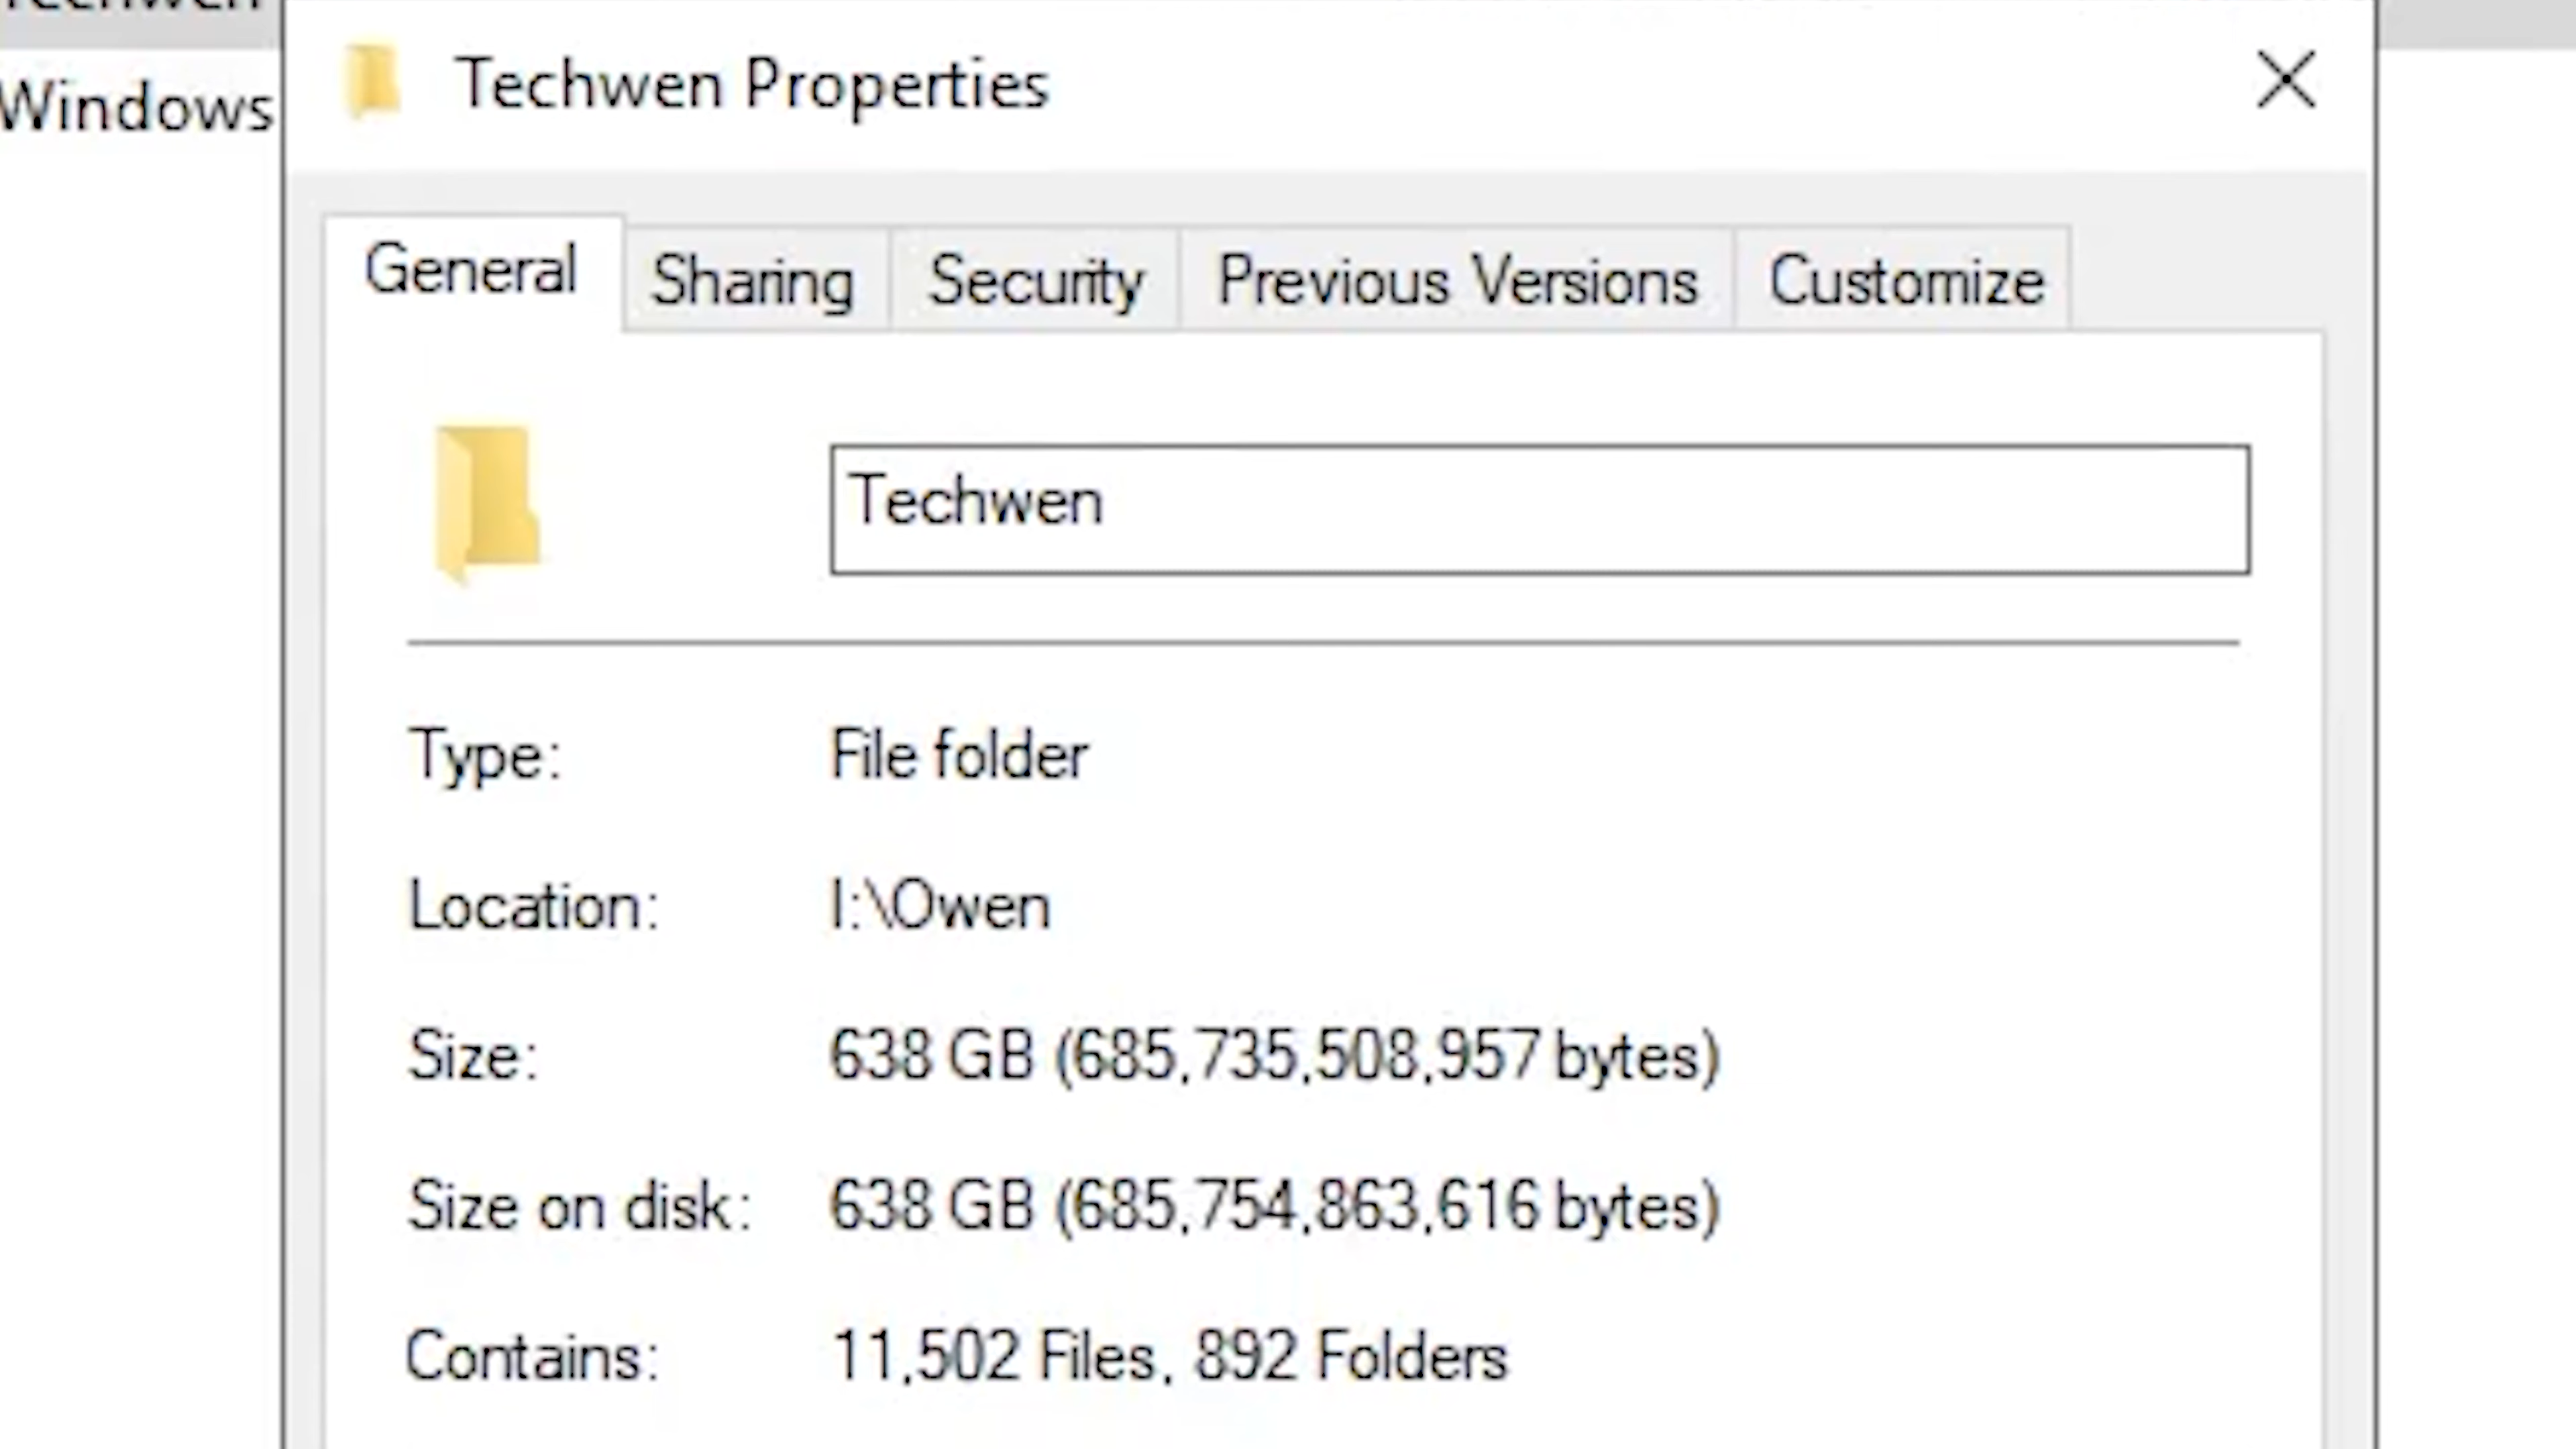 Techwen
Windows
Techwen Properties
General
Sharing
Security
Previous Versions
Customize
Techwen
Type: File folder
Location: I:\Owen
Size: 638 GB (685,735,508,957 bytes)
Size on disk: 638 GB (685,754,863,616 bytes)
Contains: 11,502 Files, 892 Folders